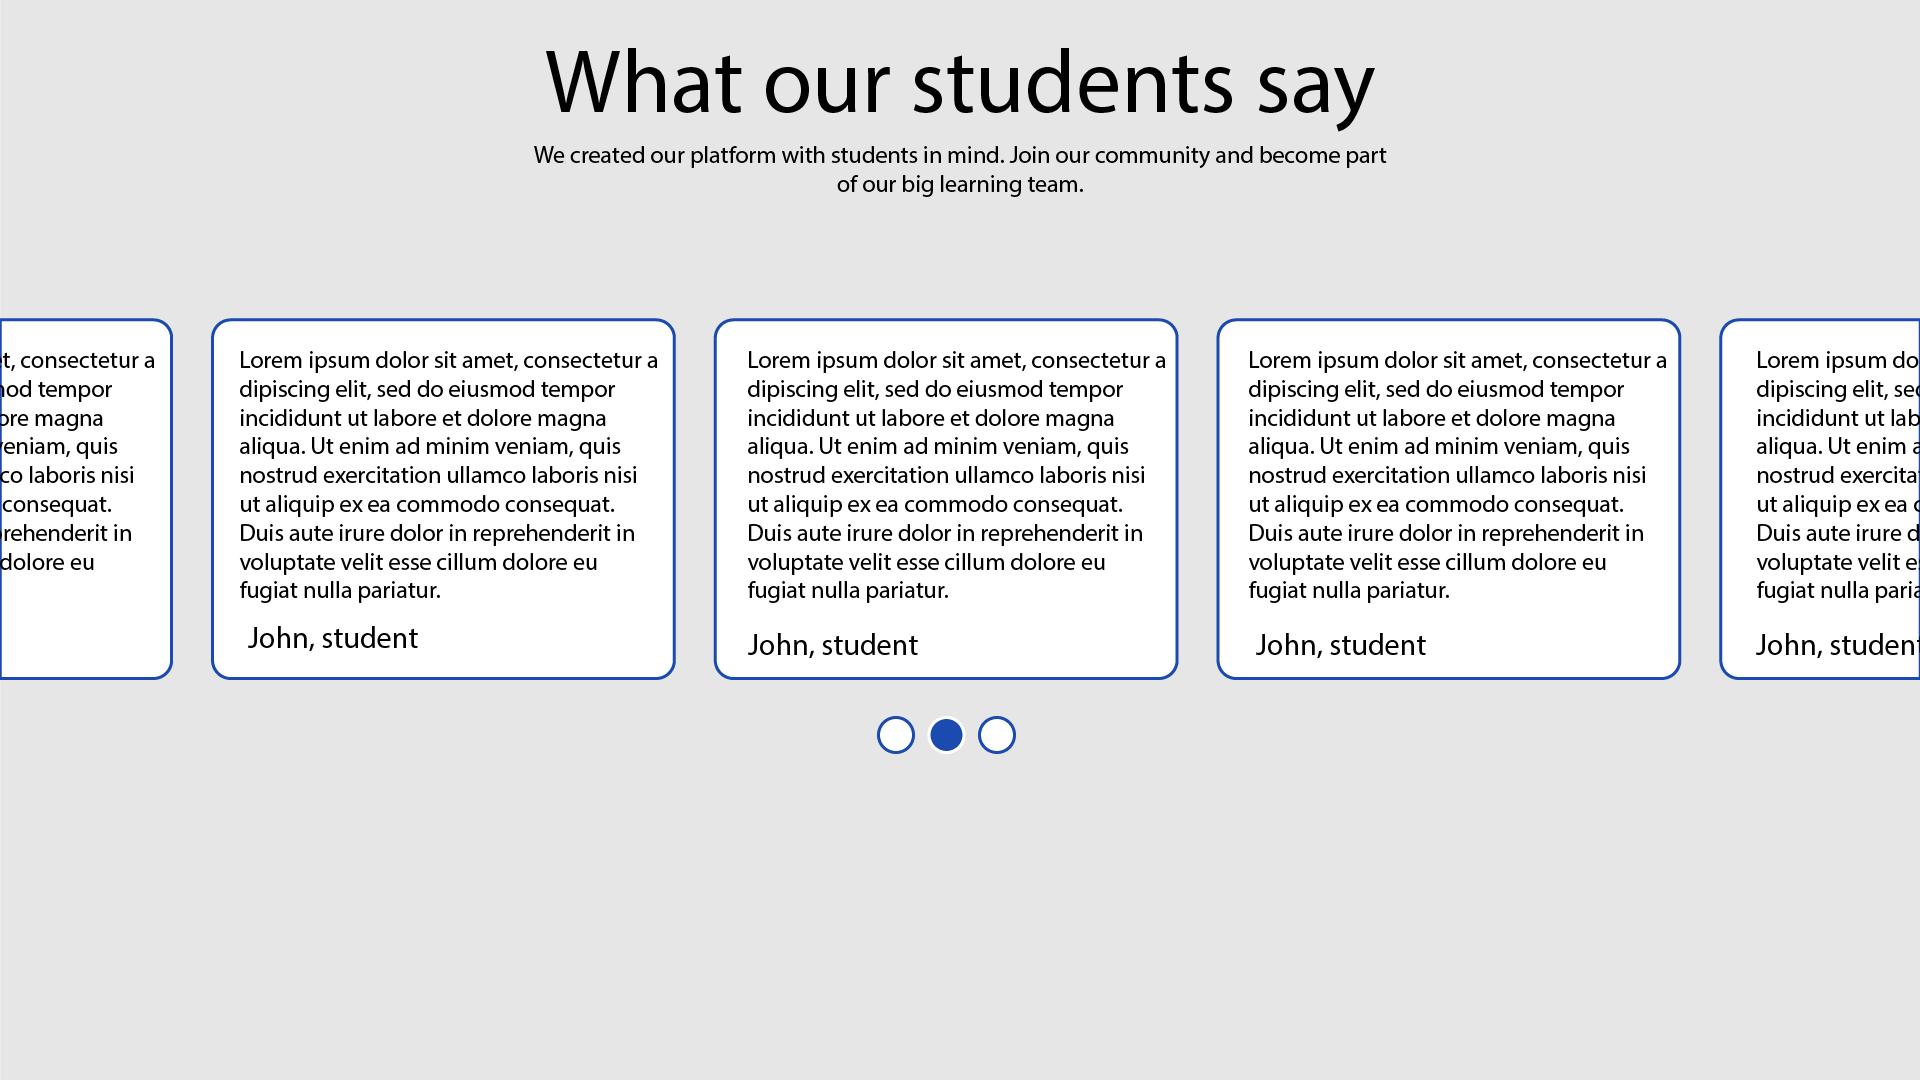 What our students say
We created our platform with students in mind. Join our community and become part
of our big learning team.
t, consectetur a
tempor
ore magna
veniam, quis
co laboris nisi
consequat.
in
dolore eu
Lorem ipsum dolor sit amet, consectetur a
dipiscing elit, sed do eiusmod tempor
incididunt ut labore et dolore magna
aliqua. Ut enim ad minim veniam, quis
nostrud exercitation ullamco laboris nisi
ut aliquip ex ea commodo consequat.
Duis aute irure dolor in reprehenderit in
voluptate velit esse cillum dolore eu
fugiat nulla pariatur.
John, student
Lorem ipsum dolor sit amet, consectetur a
dipiscing elit, sed do eiusmod tempor
incididunt ut labore et dolore magna
aliqua. Ut enim ad minim veniam, quis
nostrud exercitation ullamco laboris nisi
ut aliquip ex ea commodo consequat.
Duis aute irure dolor in reprehenderit in
voluptate velit esse cillum dolore eu
fugiat nulla pariatur.
John, student
Lorem ipsum dolor sit amet, consectetur a
dipiscing elit, sed do eiusmod tempor
incididunt ut labore et dolore magna
aliqua. Ut enim ad minim veniam, quis
nostrud exercitation ullamco laboris nisi
ut aliquip ex ea commodo consequat.
Duis aute irure dolor in reprehenderit in
voluptate velit esse cillum dolore eu
fugiat nulla pariatur.
John, student
Lorem ipsum do
dipiscing elit, sec
incididunt ut lab
aliqua. Ut enim a
nostrud exercita
ut aliquip ex ea
Duis aute irure d
voluptate velit e
fugiat nulla paria
John, student